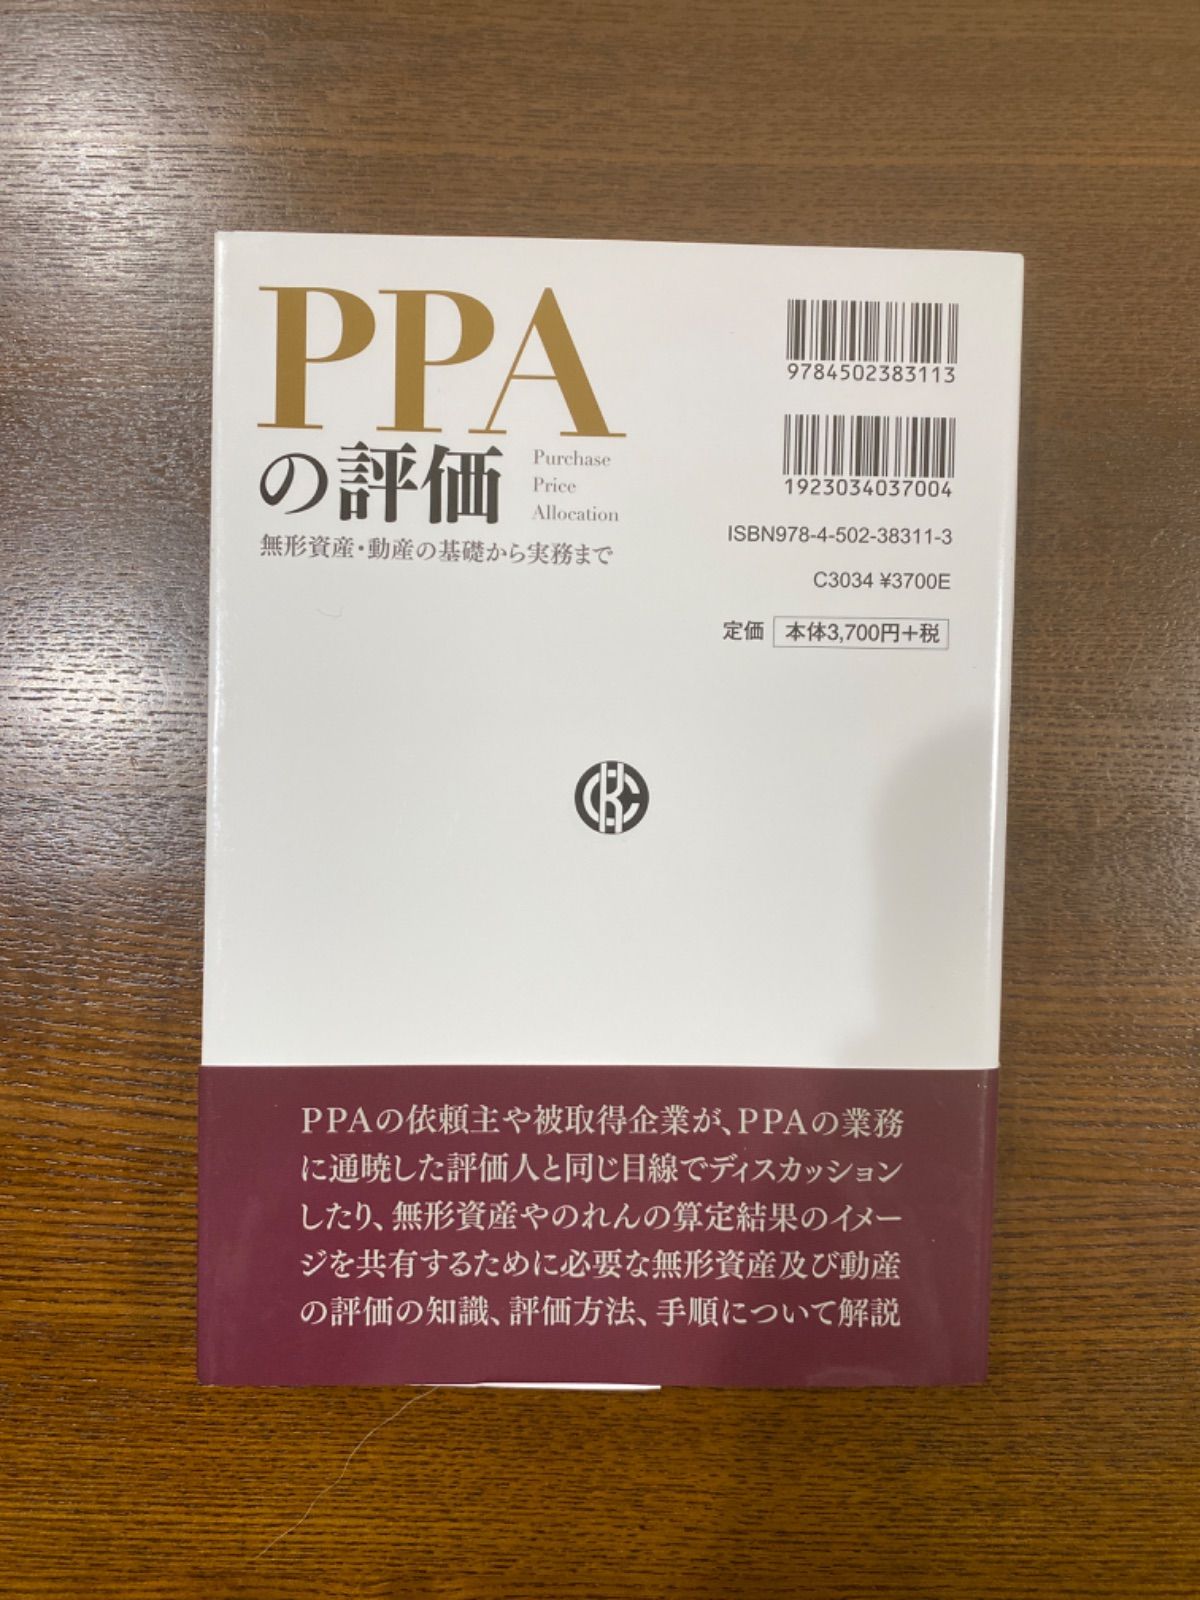 PPA
の評価
Purchase
Price
Allocation
無形資産・動産の基礎から実務まで
9784502383113
1923034037004
ISBN978-4-502-38311-3
C3034 ¥3700E
定価 本体3,700円+税
PPAの依頼主や被取得企業が、PPAの業務
に通暁した評価人と同じ目線でディスカッション
したり、無形資産やのれんの算定結果のイメー
ジを共有するために必要な無形資産及び動産
の評価の知識、評価方法、手順について解説